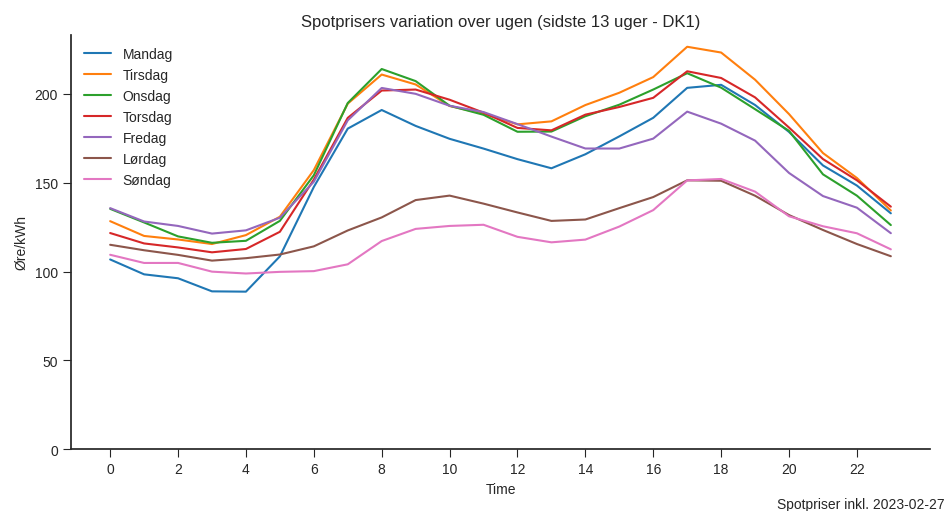 Spotprisers variation over ugen (sidste 13 uger - DK1)
Mandag
Tirsdag
Onsdag
Torsdag
Fredag
Lørdag
Søndag
Øre/kWh
200
150
100
50
0
0 2 4 6 8 10 12 14 16 18 20 22
Time
Spotpriser inkl. 2023-02-27